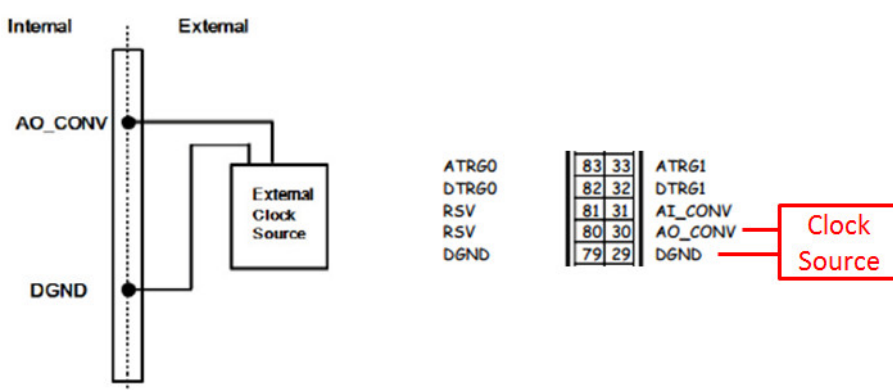 Internal External
AO_CONV
External
Clock
Source
DGND
ATRG0 83 33 ATRG1
DTRG0 82 32 DTRG1
RSV 81 31 AI_CONV
RSV 80 30 AO_CONV
DGND 79 29 DGND
Clock
Source